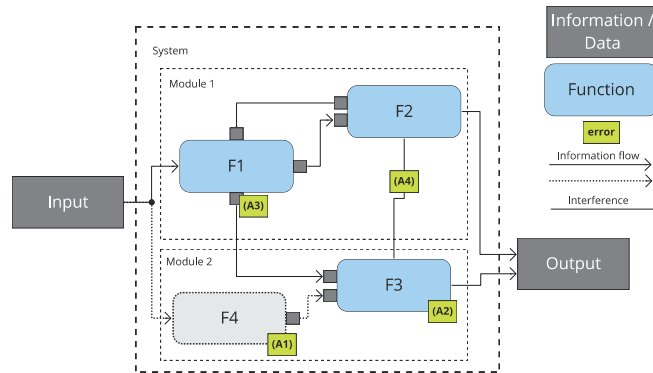 System
Module 1
F1
F2
(A3)
(A4)
Input
Module 2
F3
F4
(A1)
(A2)
Output
Information /
Data
Function
error
Information flow
Interference